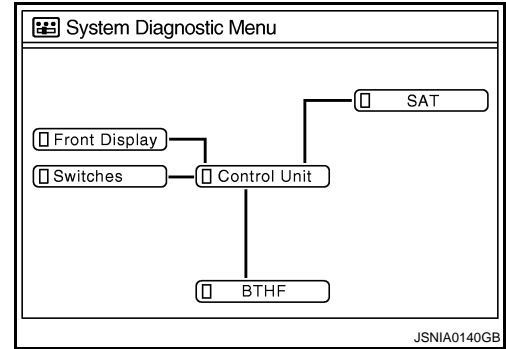 System Diagnostic Menu
SAT
Front Display
Switches
Control Unit
BTHF
JSNIA0140GB